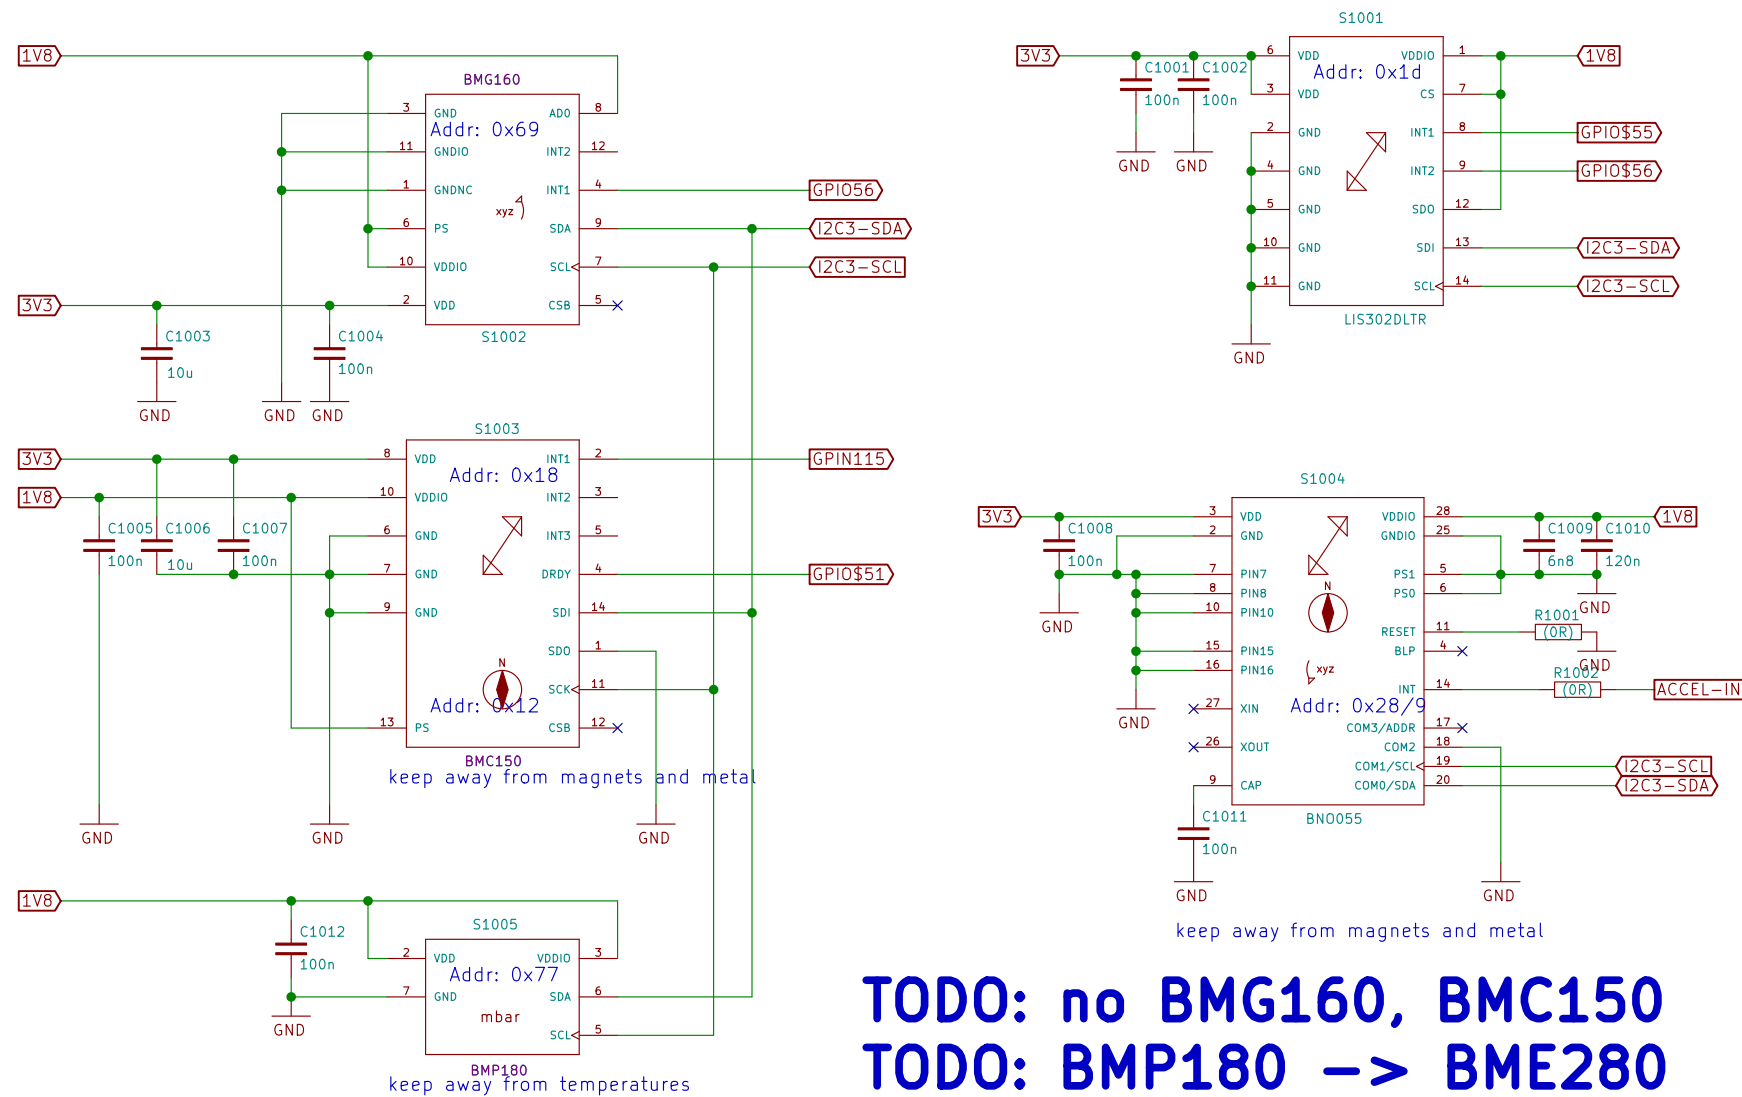 1V8
BMG160
3 GND AD0 8
Addr: 0x69
11 GNDIO INT2 12
1 GNDNC INT1 4 GPIO56
xyz
6 PS SDA 9 I2C3-SDA
10 VDDIO SCL 7 I2C3-SCL
3V3 2 VDD CSB 5
C1003 10u GND
GND
C1004 100n GND
S1002
S1003
3V3 8 VDD INT1 2 GPIN115
Addr: 0x18
1V8 10 VDDIO INT2 3
C1005 100n
C1006 10u
C1007 100n
6 GND INT3 5
7 GND DRDY 4 GPIO$51
9 GND SDI 14
SDO 1
N
SCK 11
Addr: 0x12
13 PS CSB 12
BMC150
keep away from magnets and metal
GND
GND
GND
1V8
S1005
C1012 100n
2 VDD VDDIO 3
Addr: 0x77
7 GND SDA 6
GND
mbar
SCL 5
BMP180
keep away from temperatures
S1001
3V3 6 VDD VDDIO 1 1V8
C1001 100n GND
C1002 100n GND
Addr: 0x1d
3 VDD CS 7
2 GND INT1 8 GPIO$55
4 GND INT2 9 GPIO$56
5 GND SDO 12
10 GND SDI 13 I2C3-SDA
11 GND SCL 14 I2C3-SCL
LIS302DLTR
GND
S1004
3V3 3 VDD VDDIO 28 1V8
C1008 100n GND
C1009 6n8
C1010 120n
2 GND GNDIO 25
7 PIN7 PS1 5
8 PIN8 PS0 6
GND
N
10 PIN10
R1001
RESET 11 (0R)
15 PIN15 BLP 4
GND
16 PIN16
xyz
R1002
INT 14 (0R) ACCEL-IN
Addr: 0x28/9
27 XIN
GND
COM3/ADDR 17
26 XOUT COM2 18
COM1/SCL 19 I2C3-SCL
9 CAP COM0/SDA 20 I2C3-SDA
C1011 100n GND
BNO055
GND
keep away from magnets and metal
TODO: no BMG160, BMC150
TODO: BMP180 -> BME280